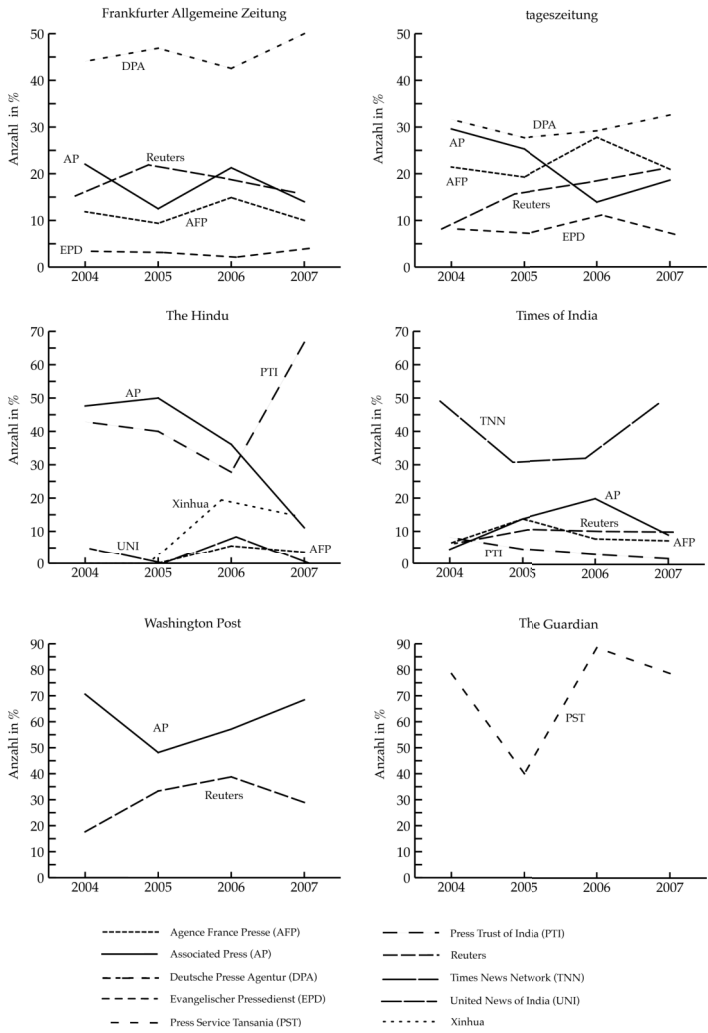 Frankfurter Allgemeine Zeitung
Anzahl in %
50
40
30
20
10
0
DPA
AP
Reuters
AFP
EPD
2004 2005 2006 2007
tageszeitung
Anzahl in %
50
40
30
20
10
0
DPA
AP
AFP
Reuters
EPD
2004 2005 2006 2007
The Hindu
Anzahl in %
70
60
50
40
30
20
10
0
PTI
AP
Xinhua
UNI
AFP
2004 2005 2006 2007
Times of India
Anzahl in %
70
60
50
40
30
20
10
0
TNN
AP
Reuters
AFP
PTI
2004 2005 2006 2007
Washington Post
Anzahl in %
90
80
70
60
50
40
30
20
10
0
AP
Reuters
2004 2005 2006 2007
The Guardian
Anzahl in %
90
80
70
60
50
40
30
20
10
0
PST
2004 2005 2006 2007
Agence France Presse (AFP)
Associated Press (AP)
Deutsche Presse Agentur (DPA)
Evangelischer Pressedienst (EPD)
Press Service Tansania (PST)
Press Trust of India (PTI)
Reuters
Times News Network (TNN)
United News of India (UNI)
Xinhua